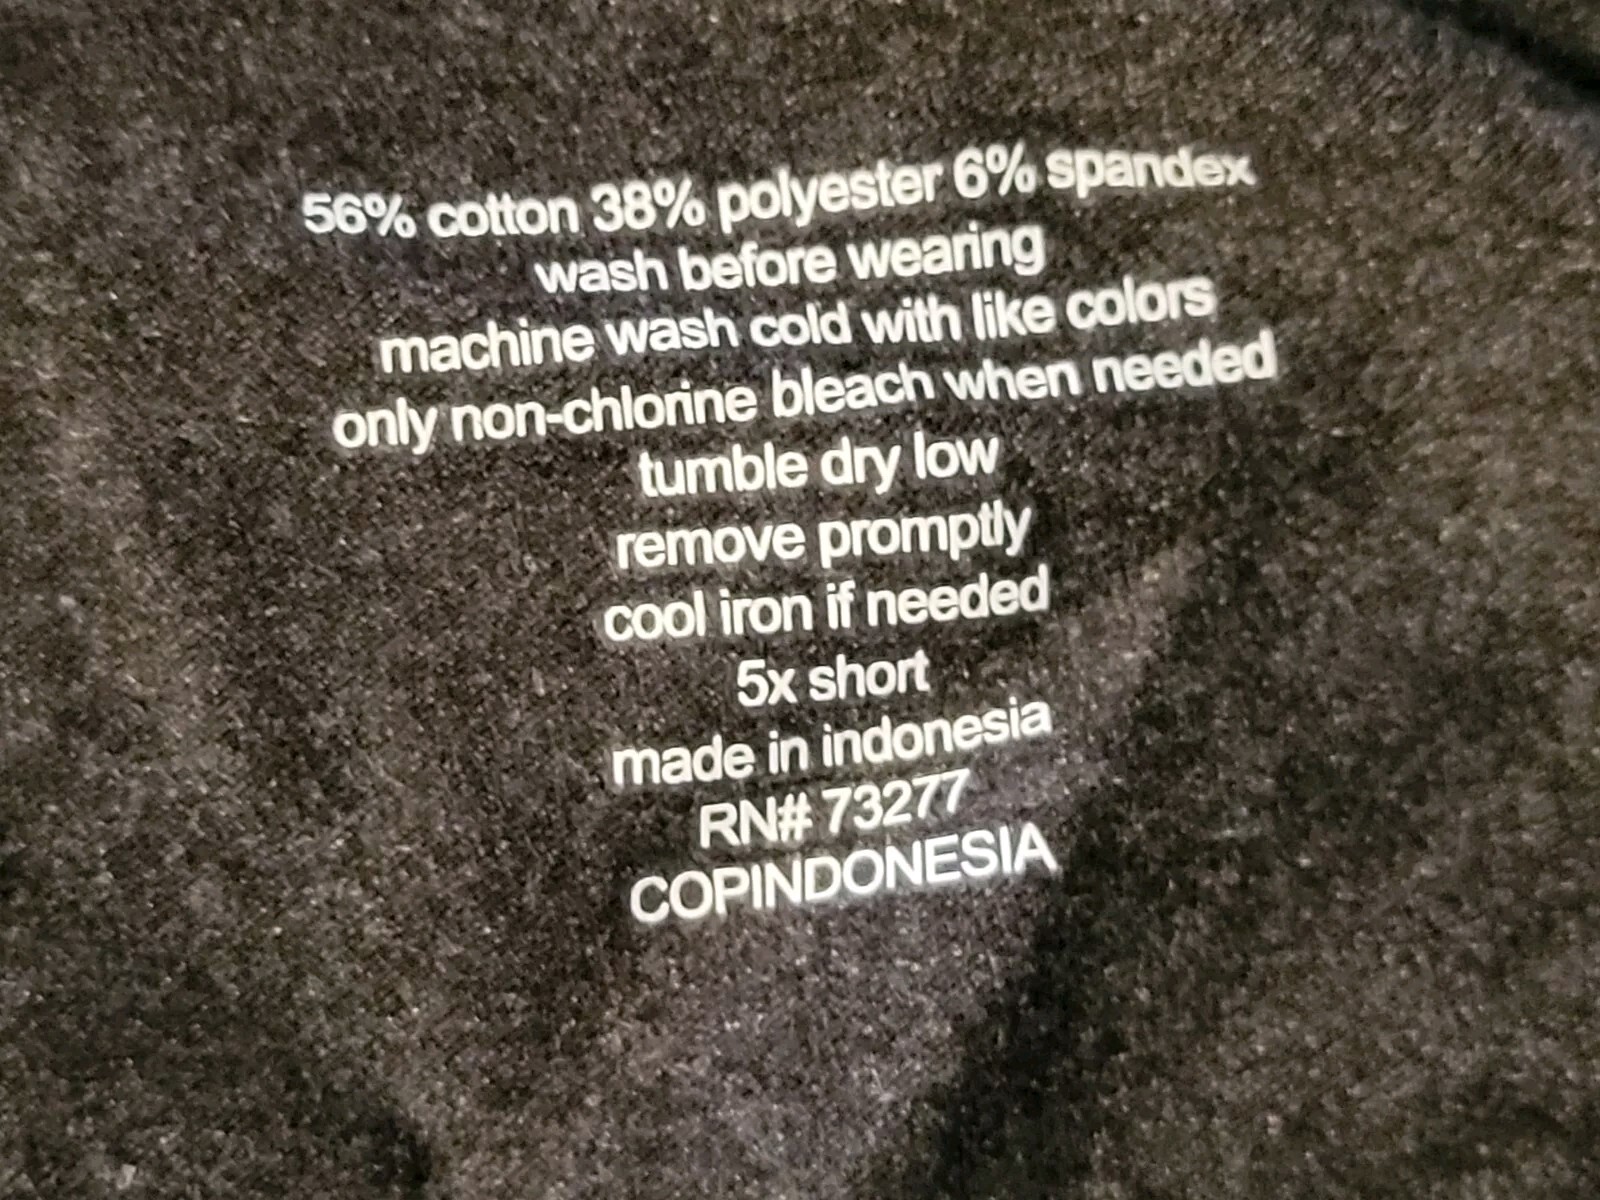 56% cotton 38% polyester 6% spandex
wash before wearing
machine wash cold with like colors
only non-chlorine bleach when needed
tumble dry low
remove promptly
cool iron if needed
5x short
made in indonesia
RN# 73277
COPINDONESIA